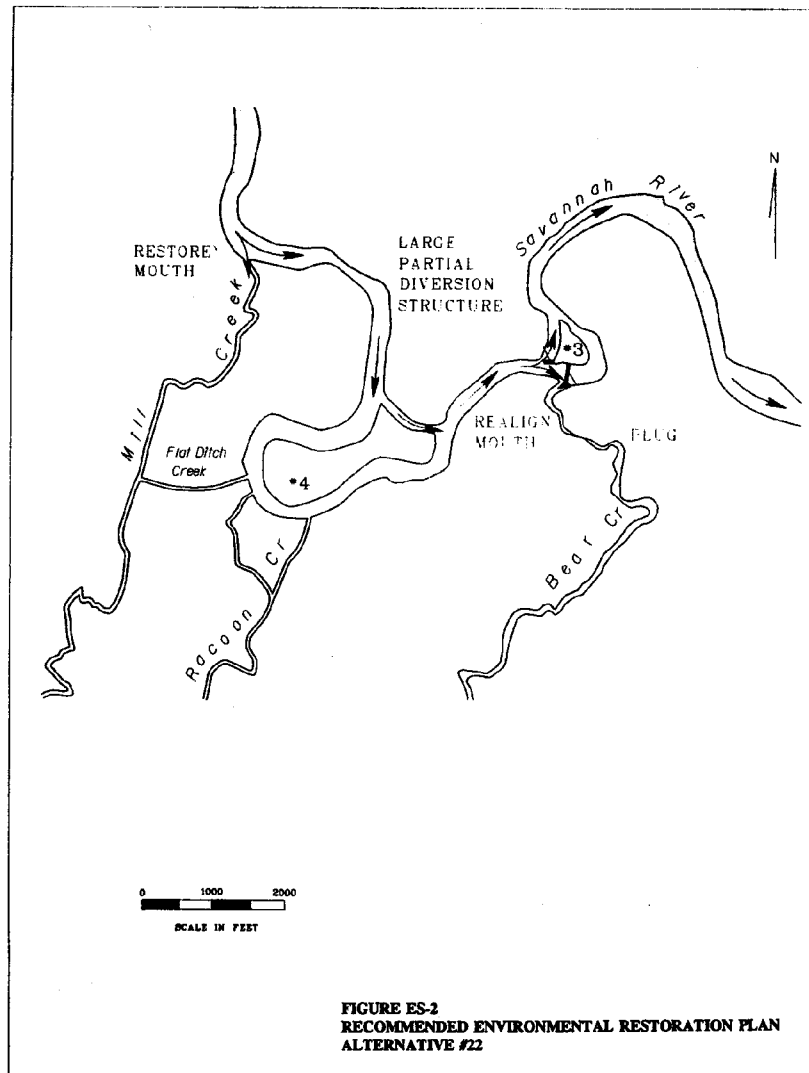 N
Savannah River
RESTORE
MOUTH
LARGE
PARTIAL
DIVERSION
STRUCTURE
*3
Mill Creek
REALIGN
MOUTH
PLUG
Flat Ditch
Creek
*4
Racoon Cr
Bear Cr
0 1000 2000
SCALE IN FEET
FIGURE ES-2
RECOMMENDED ENVIRONMENTAL RESTORATION PLAN
ALTERNATIVE #22